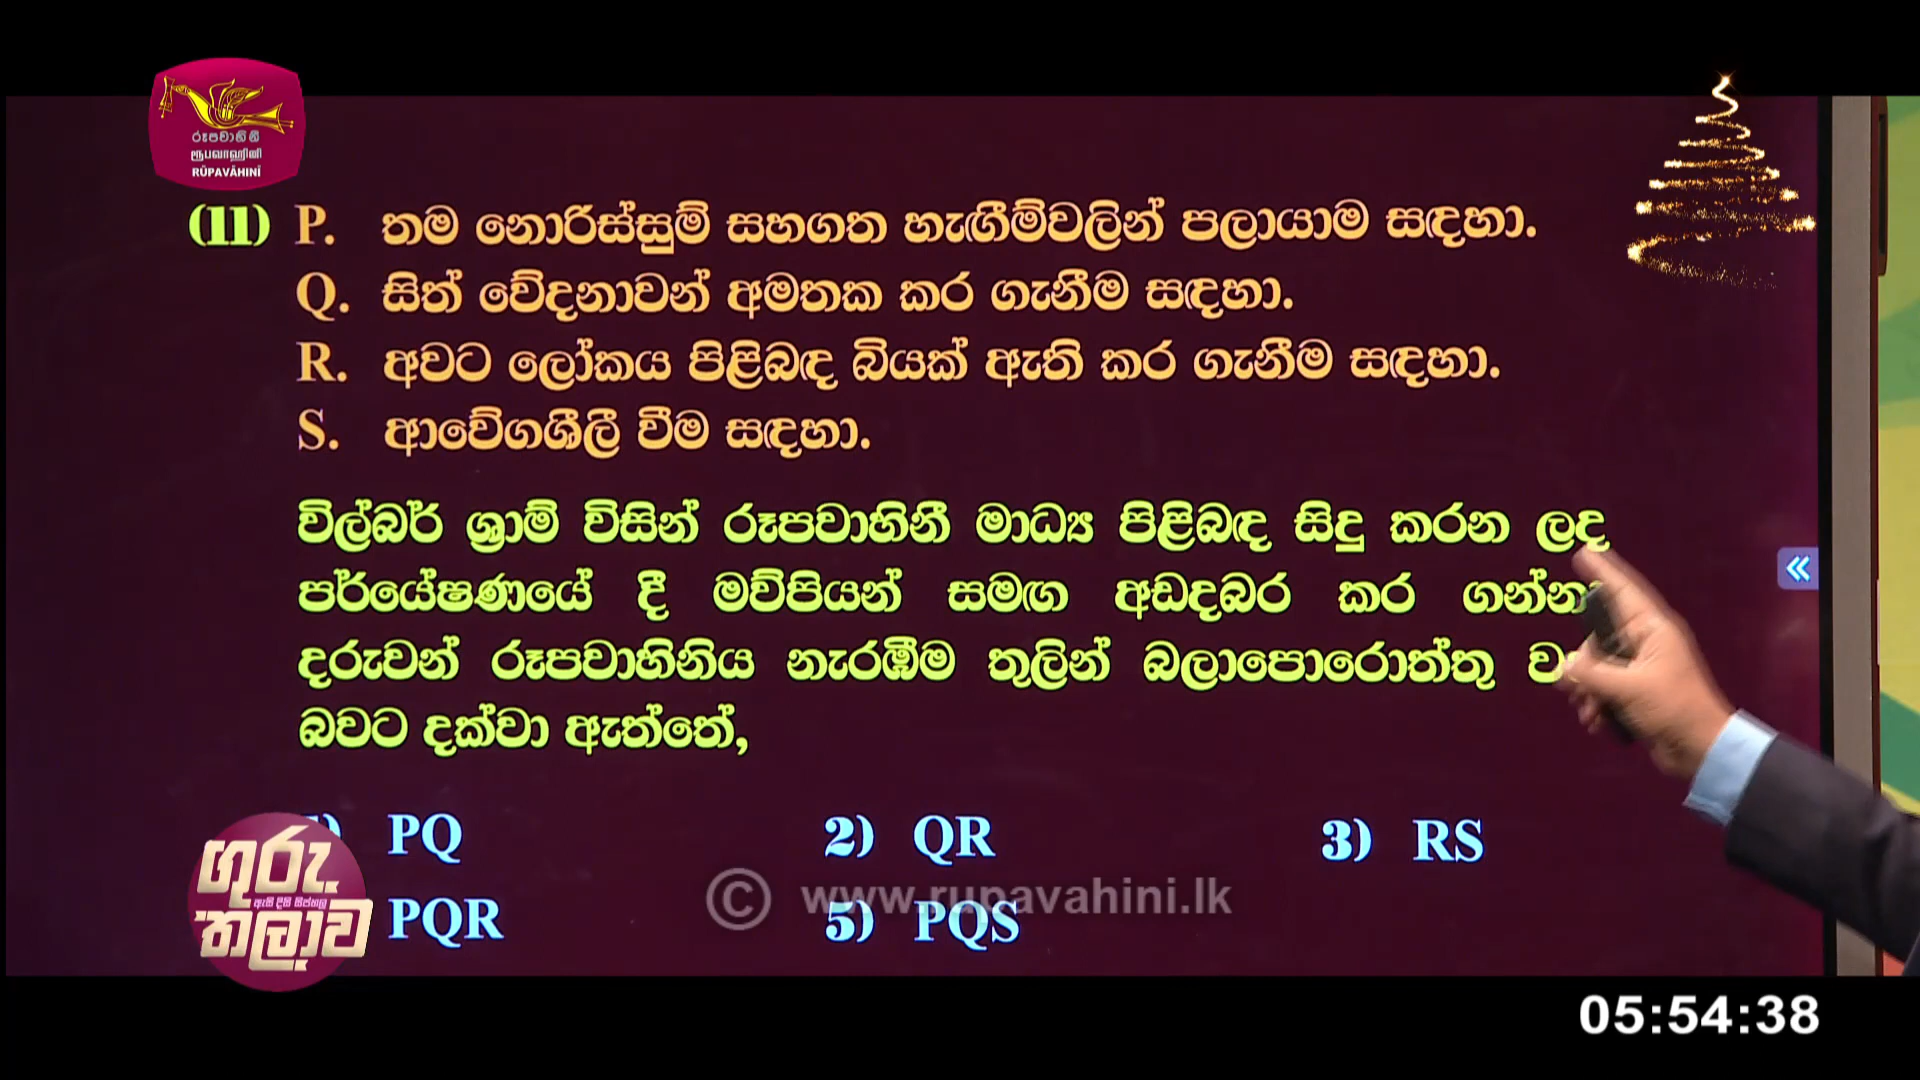 රූපවාහිනී
ரூபவாஹினி
RŪPAVĀHINĪ
(11) P. තම නොරිස්සුම් සහගත හැඟීම්වලින් පලායාම සඳහා.
Q. සිත් වේදනාවන් අමතක කර ගැනීම සඳහා.
R. අවට ලෝකය පිළිබඳ බියක් ඇති කර ගැනීම සඳහා.
S. ආවේගශීලී වීම සඳහා.
විල්බර් ශ්‍රාම් විසින් රූපවාහිනී මාධ්‍ය පිළිබඳ සිදු කරන ලද
පර්යේෂණයේ දී මව්පියන් සමඟ අඩදබර කර
දරුවන් රූපවාහිනිය නැරඹීම තුලින් බලාපොරොත්තු
බවට දක්වා ඇත්තේ,
PQ 2) QR 3) RS
PQR 5) PQS
© www.rupavahini.lk
ගුරු
ඇසි දිසි සිප්හල
තලාව
05:54:38